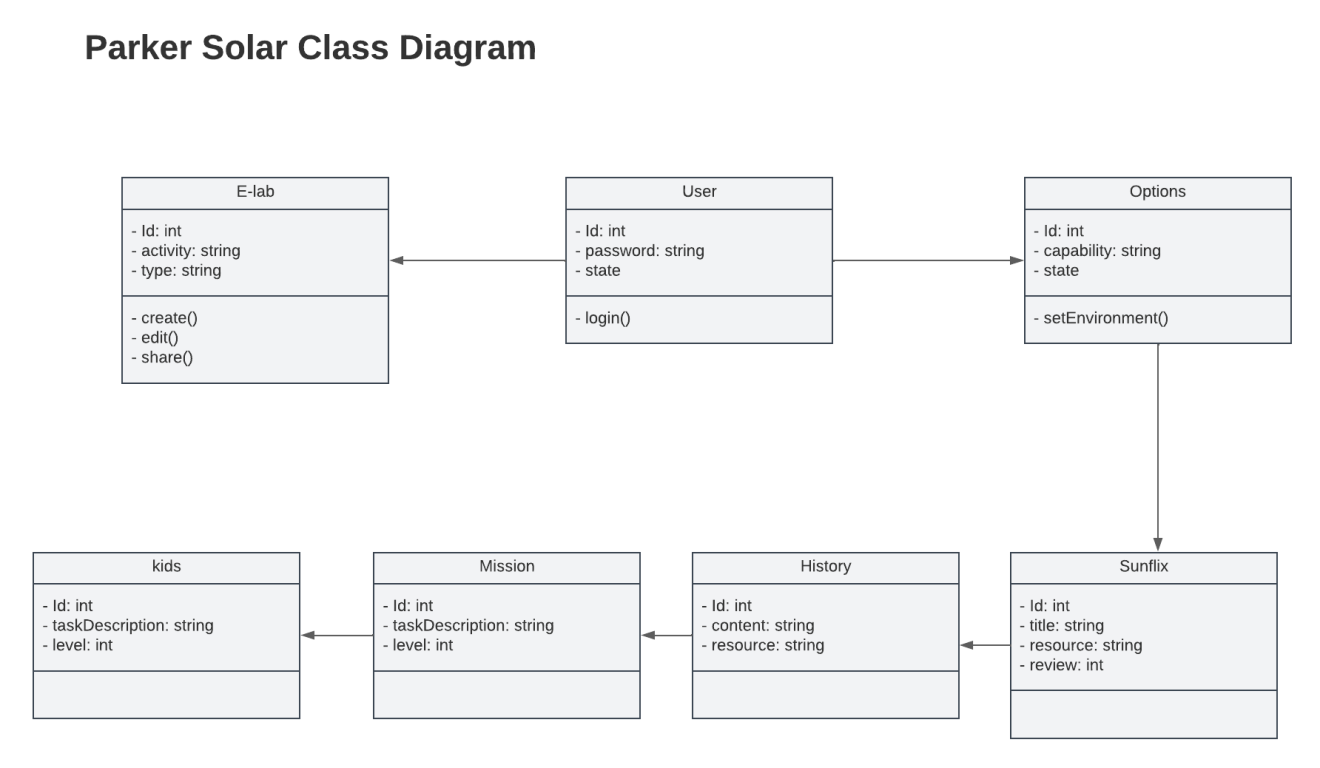 Parker Solar Class Diagram
E-lab
- Id: int
- activity: string
- type: string
- create()
- edit()
- share()
User
- Id: int
- password: string
- state
- login()
Options
- Id: int
- capability: string
- state
- setEnvironment()
kids
- Id: int
- taskDescription: string
- level: int
Mission
- Id: int
- taskDescription: string
- level: int
History
- Id: int
- content: string
- resource: string
Sunflix
- Id: int
- title: string
- resource: string
- review: int